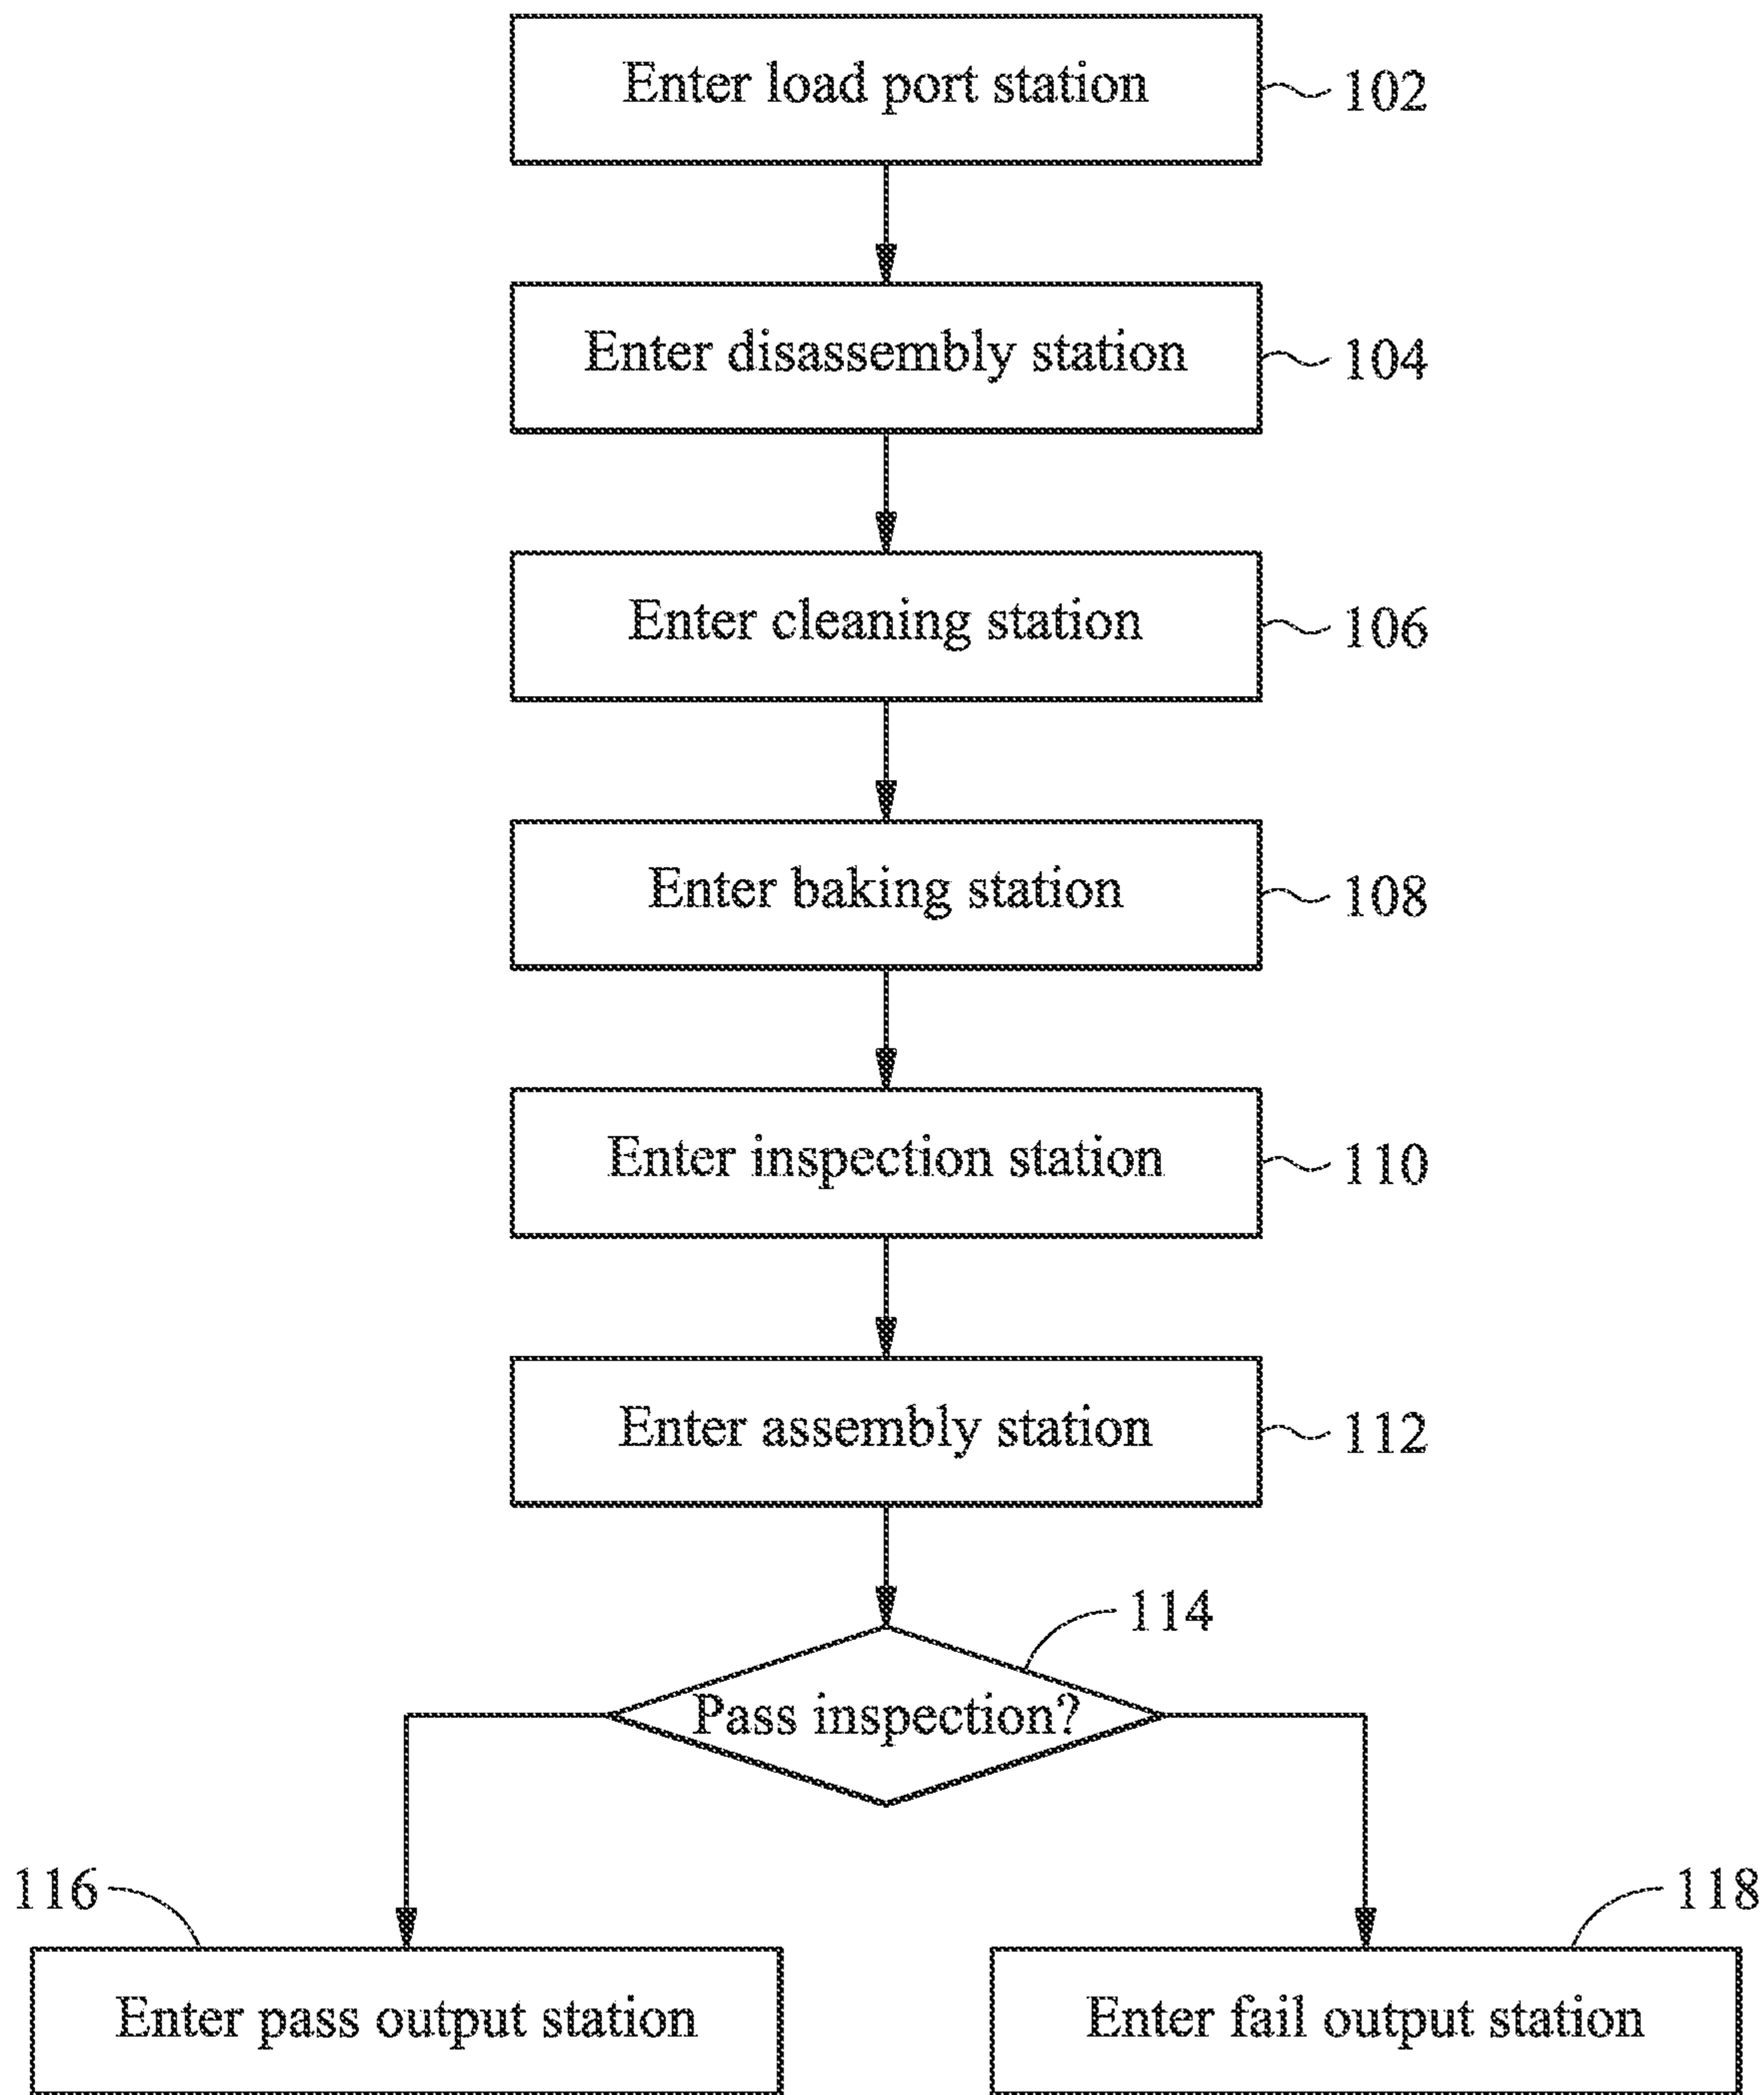 Enter load port station
102
Enter disassembly station
104
Enter cleaning station
106
Enter baking station
108
Enter inspection station
110
Enter assembly station
112
114
Pass inspection?
116
118
Enter pass output station
Enter fail output station